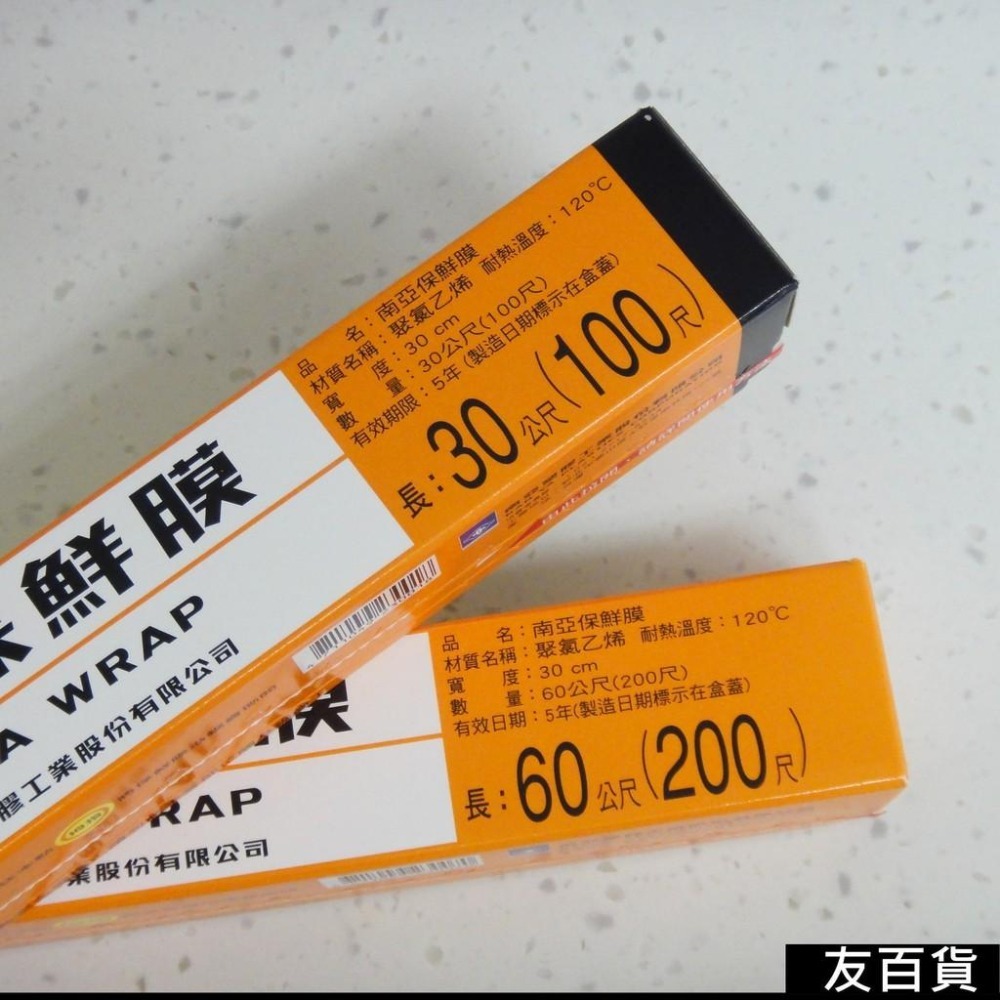 品　　名：南亞保鮮膜
材質名稱：聚氯乙烯　耐熱溫度：120°C
寬　　度：30 cm
數　　量：30公尺(100尺)
有效期限：5年(製造日期標示在盒蓋)
長：30公尺(100尺)
鮮膜
A WRAP
膠工業股份有限公司
品　　名：南亞保鮮膜
材質名稱：聚氯乙烯　耐熱溫度：120°C
寬　　度：30 cm
數　　量：60公尺(200尺)
有效日期：5年(製造日期標示在盒蓋)
長：60公尺(200尺)
膜
RAP
業股份有限公司
友百貨